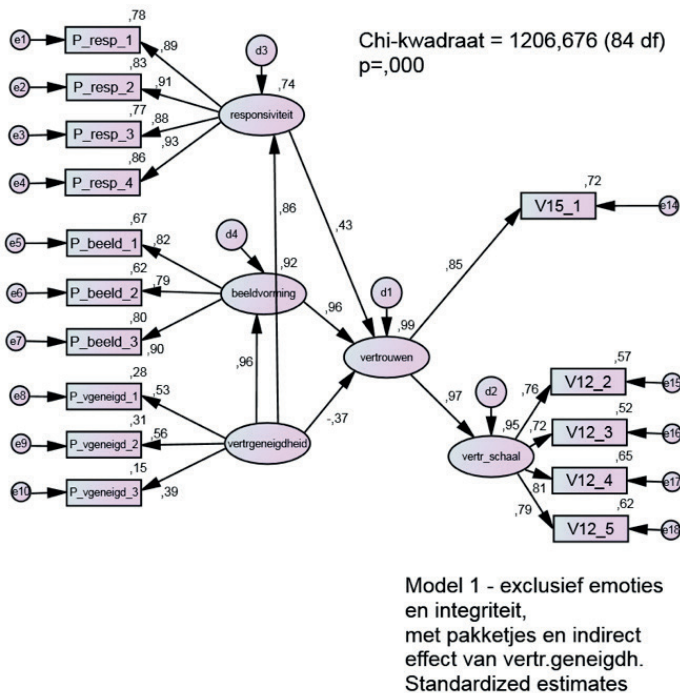 Chi-kwadraat = 1206,676 (84 df)
p=,000
e1
P_resp_1
,78
,89
e2
P_resp_2
,83
,91
e3
P_resp_3
,77
,88
e4
P_resp_4
,86
,93
d3
,74
responsiviteit
e5
P_beeld_1
,67
,82
e6
P_beeld_2
,62
,79
e7
P_beeld_3
,80
,90
d4
,92
beeldvorming
,86
,43
,96
,96
e8
P_vgeneigd_1
,28
,53
e9
P_vgeneigd_2
,31
,56
e10
P_vgeneigd_3
,15
,39
vertrgeneigdheid
-,37
d1
,99
vertrouwen
,85
,72
V15_1
e14
,97
d2
,95
vertr_schaal
,76
,57
V12_2
e15
,72
,52
V12_3
e16
,81
,65
V12_4
e17
,79
,62
V12_5
e18
Model 1 - exclusief emoties
en integriteit,
met pakketjes en indirect
effect van vertr.geneigdh.
Standardized estimates